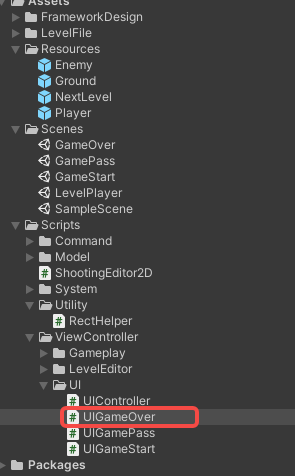 Assets
FrameworkDesign
LevelFile
Resources
Enemy
Ground
NextLevel
Player
Scenes
GameOver
GamePass
GameStart
LevelPlayer
SampleScene
Scripts
Command
Model
ShootingEditor2D
System
Utility
RectHelper
ViewController
Gameplay
LevelEditor
UI
UIController
UIGameOver
UIGamePass
UIGameStart
Packages